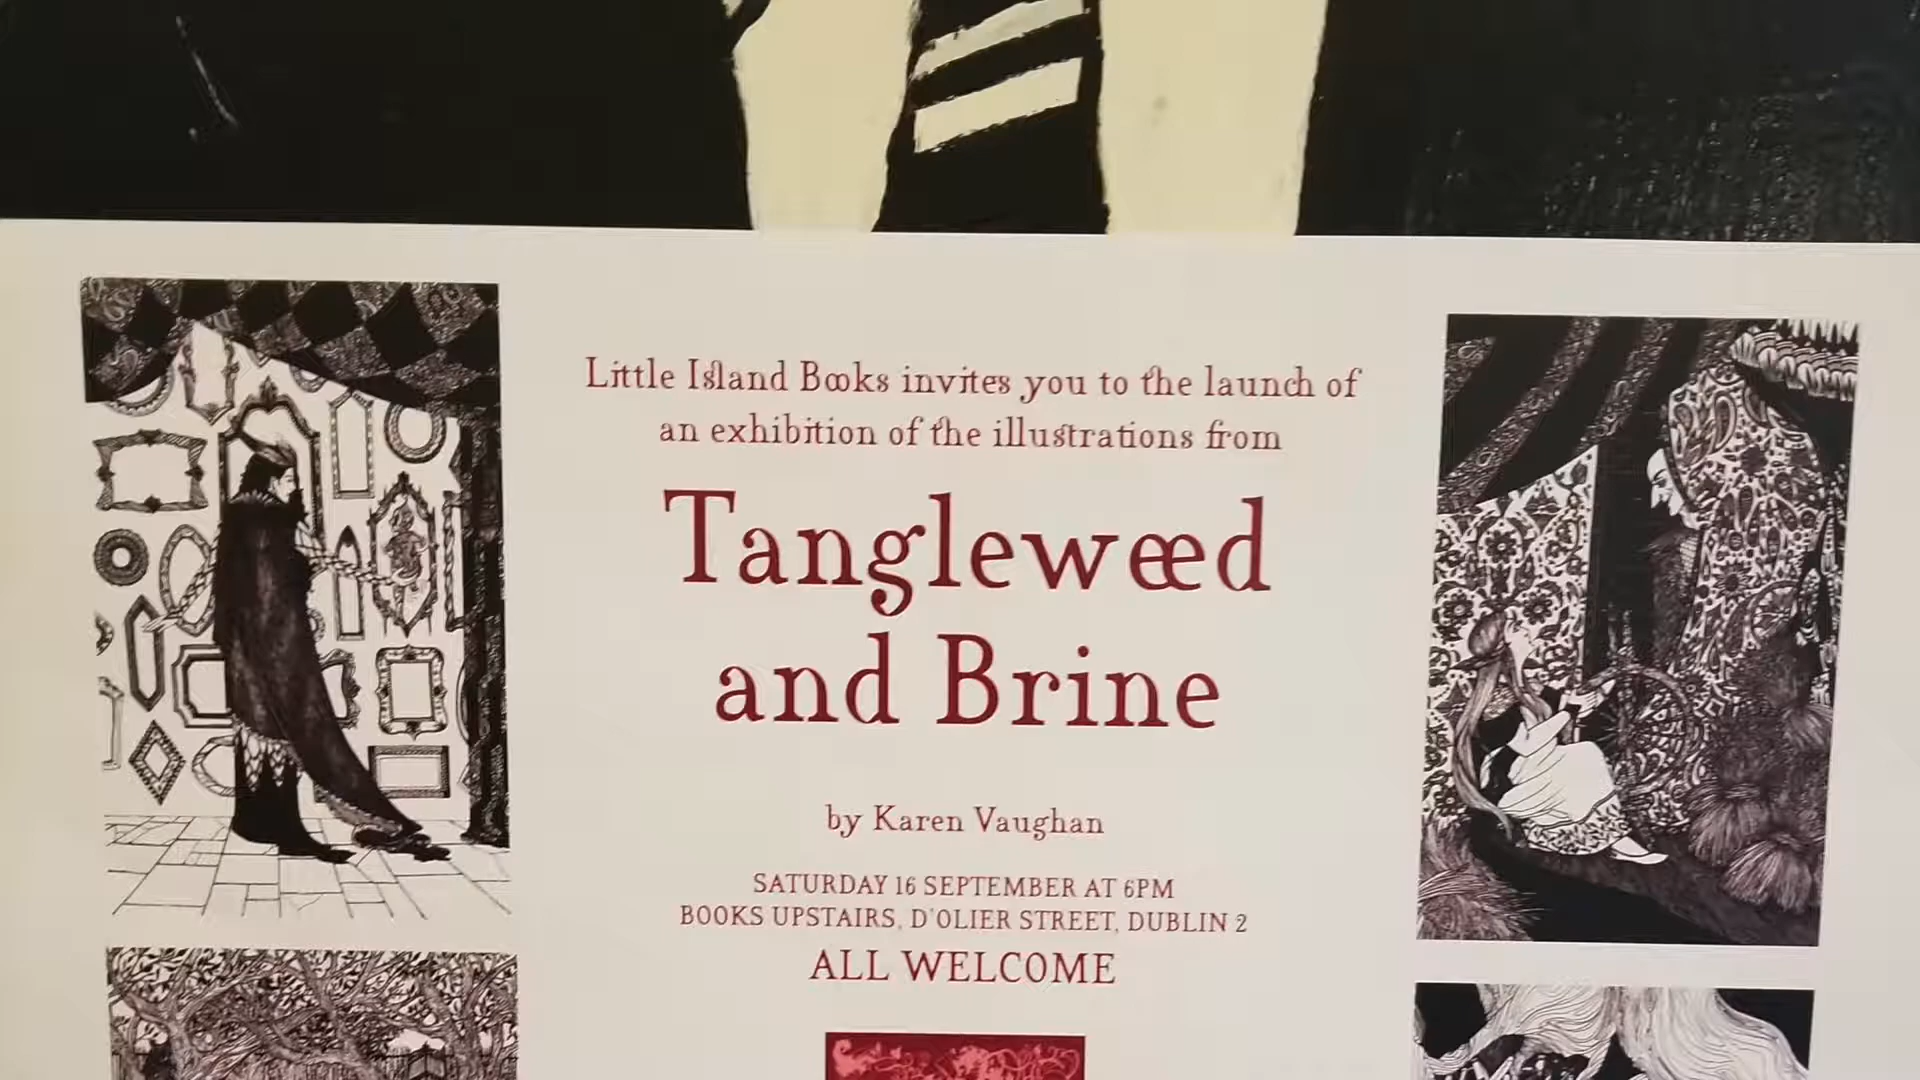 Little Island Books invites you to the launch of
an exhibition of the illustrations from
Tangleweed
and Brine
by Karen Vaughan
SATURDAY 16 SEPTEMBER AT 6PM
BOOKS UPSTAIRS, D'OLIER STREET, DUBLIN 2
ALL WELCOME